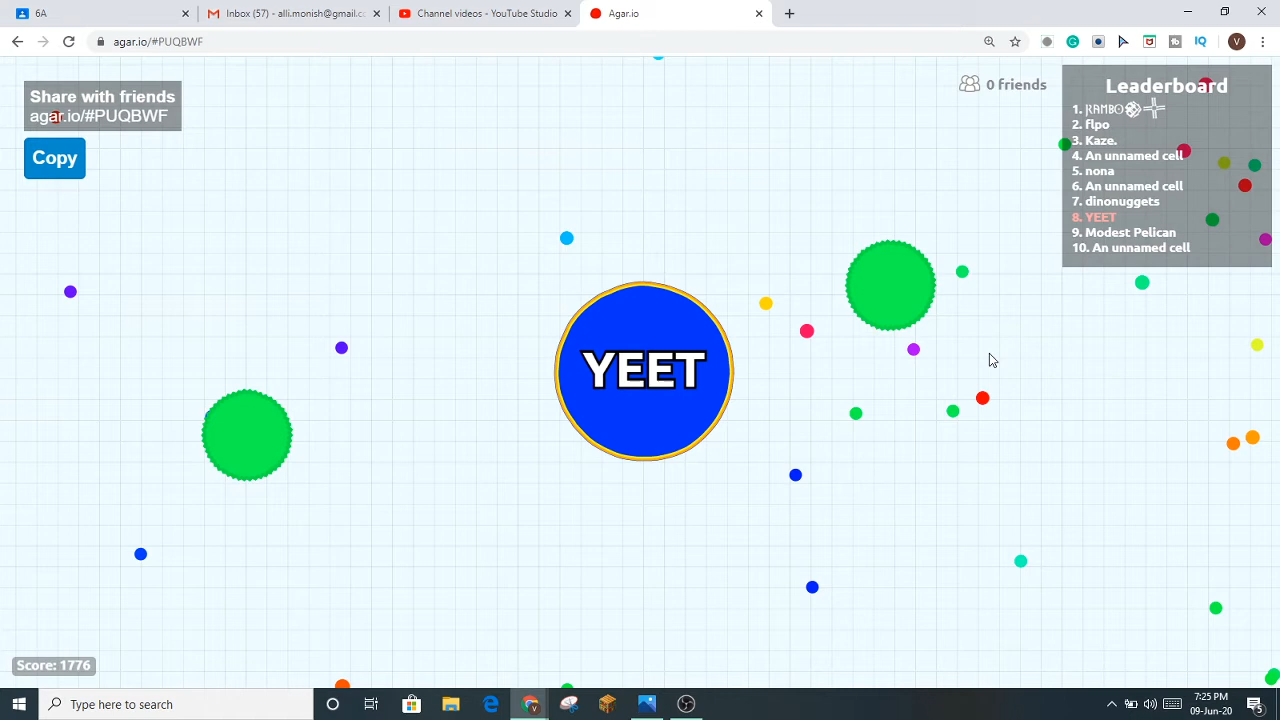 6A
Inbox (57) - alli.monish@gmail.c
Channel videos - YouTube Studio
Agar.io
agar.io/#PUQBWF
Share with friends
agar.io/#PUQBWF
Copy
0 friends
Leaderboard
1.
2. flpo
3. Kaze.
4. An unnamed cell
5. nona
6. An unnamed cell
7. dinonuggets
8. YEET
9. Modest Pelican
10. An unnamed cell
YEET
Score: 1776
Type here to search
7:25 PM
09-Jun-20